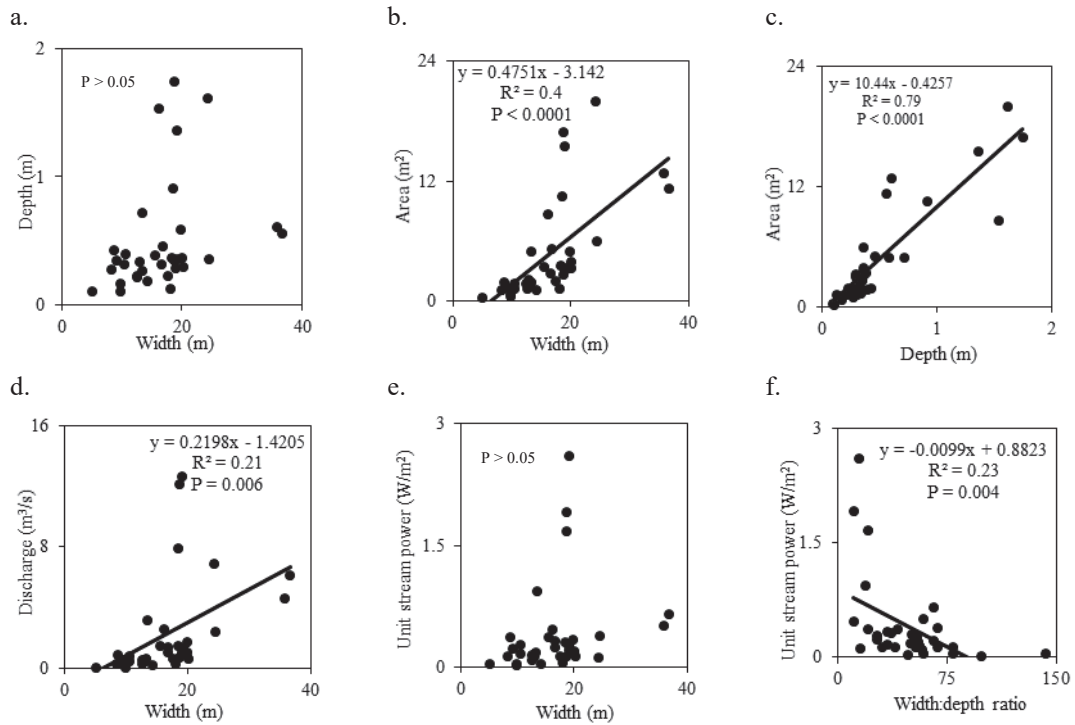 a.
2
P > 0.05
Depth (m)
1
0
0
20
40
Width (m)
b.
24
y = 0.4751x - 3.142
R² = 0.4
P < 0.0001
Area (m²)
12
0
0
20
40
Width (m)
c.
24
y = 10.44x - 0.4257
R² = 0.79
P < 0.0001
Area (m²)
12
0
0
1
2
Depth (m)
d.
16
y = 0.2198x - 1.4205
R² = 0.21
P = 0.006
Discharge (m³/s)
8
0
0
20
40
Width (m)
e.
3
P > 0.05
Unit stream power (W/m²)
1.5
0
0
20
40
Width (m)
f.
3
y = -0.0099x + 0.8823
R² = 0.23
P = 0.004
Unit stream power (W/m²)
1.5
0
0
75
150
Width:depth ratio